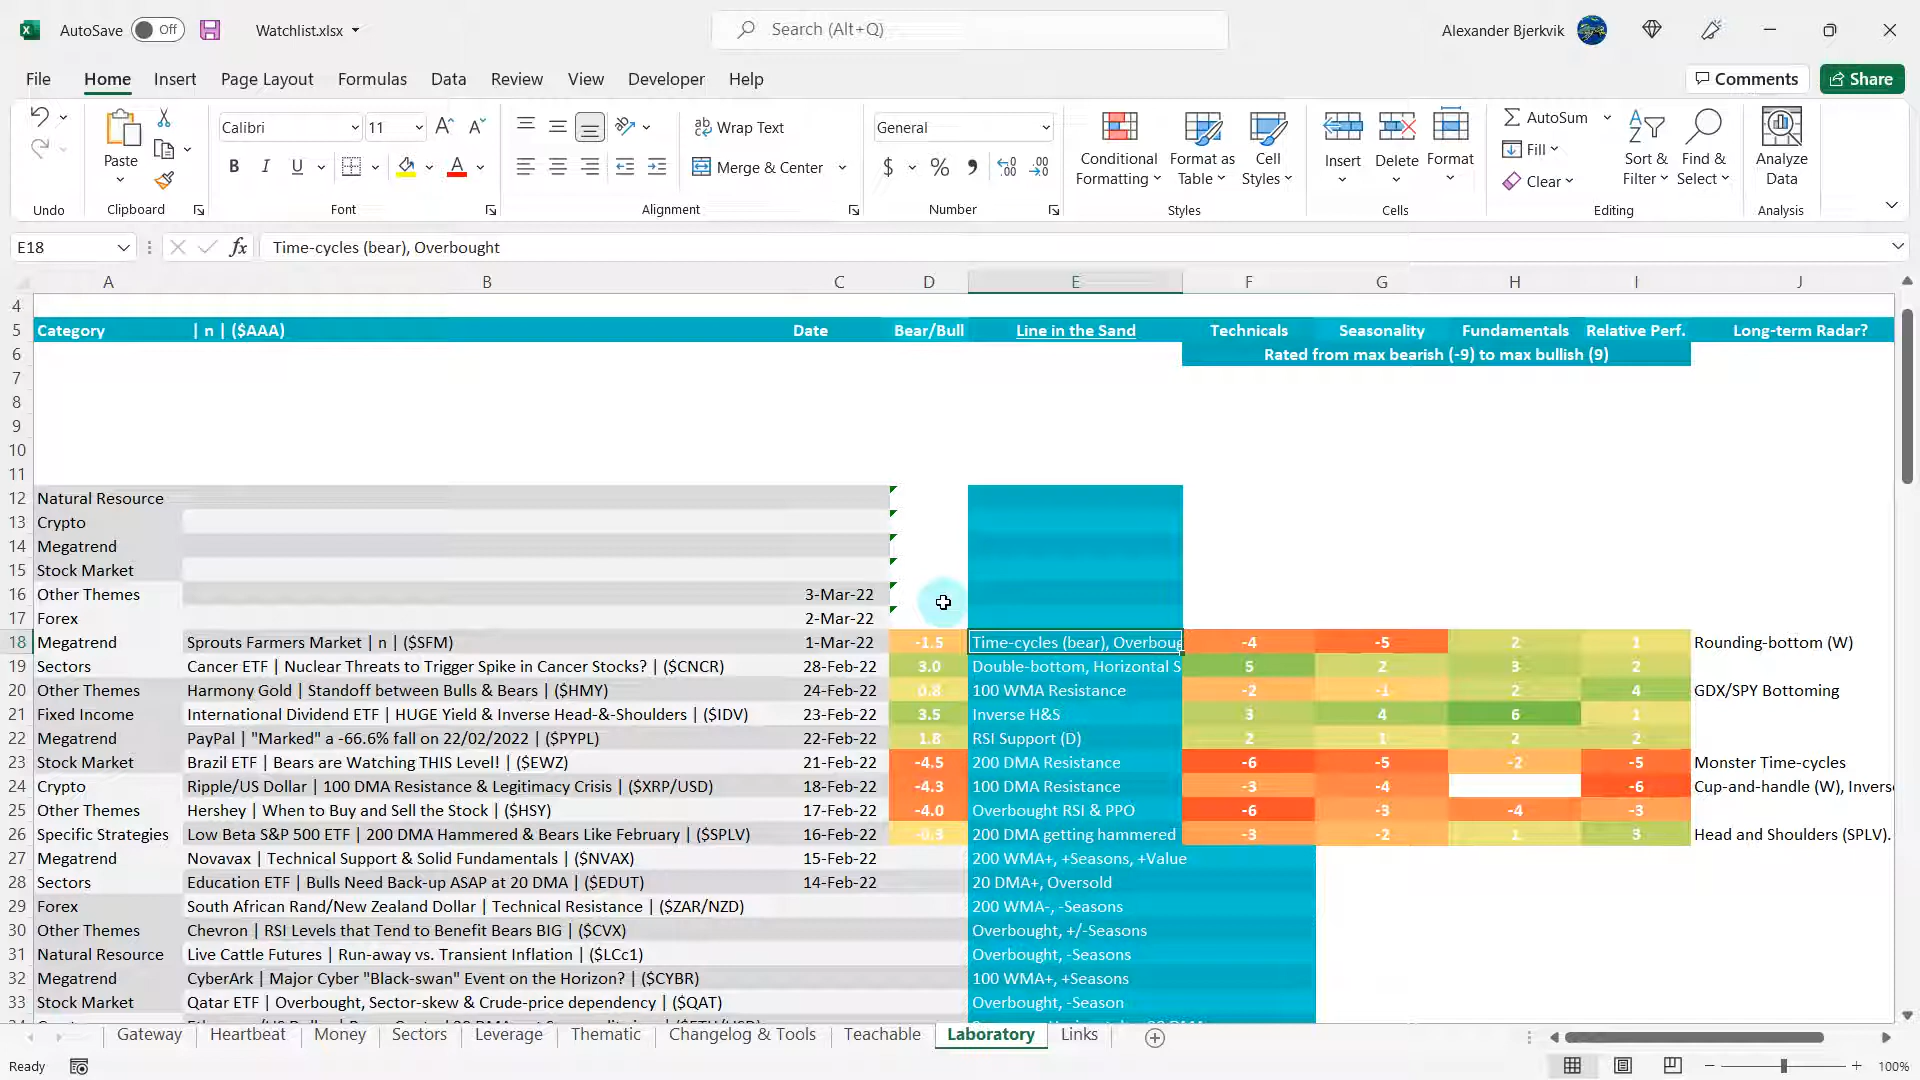 AutoSave Off Watchlist.xlsx Search (Alt+Q) Alexander Bjerkvik
File Home Insert Page Layout Formulas Data Review View Developer Help Comments Share
Calibri 11 Wrap Text General AutoSum
Paste Merge & Center Conditional Formatting Format as Table Cell Styles Insert Delete Format Fill Clear Sort & Filter Find & Select Analyze Data
Undo Clipboard Font Alignment Number Styles Cells Editing Analysis
E18 fx Time-cycles (bear), Overbought
A B C D E F G H I J
4
5 Category | n | ($AAA) Date Bear/Bull Line in the Sand Technicals Seasonality Fundamentals Relative Perf. Long-term Radar?
6 Rated from max bearish (-9) to max bullish (9)
7
8
9
10
11
12 Natural Resource
13 Crypto
14 Megatrend
15 Stock Market
16 Other Themes 3-Mar-22
17 Forex 2-Mar-22
18 Megatrend Sprouts Farmers Market | n | ($SFM) 1-Mar-22 -1.5 Time-cycles (bear), Overboug -4 -5 2 1 Rounding-bottom (W)
19 Sectors Cancer ETF | Nuclear Threats to Trigger Spike in Cancer Stocks? | ($CNCR) 28-Feb-22 3.0 Double-bottom, Horizontal S 5 2 3 2
20 Other Themes Harmony Gold | Standoff between Bulls & Bears | ($HMY) 24-Feb-22 0.8 100 WMA Resistance -2 -1 2 4 GDX/SPY Bottoming
21 Fixed Income International Dividend ETF | HUGE Yield & Inverse Head-&-Shoulders | ($IDV) 23-Feb-22 3.5 Inverse H&S 3 4 6 1
22 Megatrend PayPal | "Marked" a -66.6% fall on 22/02/2022 | ($PYPL) 22-Feb-22 1.8 RSI Support (D) 2 1 2 2
23 Stock Market Brazil ETF | Bears are Watching THIS Level! | ($EWZ) 21-Feb-22 -4.5 200 DMA Resistance -6 -5 -2 -5 Monster Time-cycles
24 Crypto Ripple/US Dollar | 100 DMA Resistance & Legitimacy Crisis | ($XRP/USD) 18-Feb-22 -4.3 100 DMA Resistance -3 -4 -6 Cup-and-handle (W), Invers
25 Other Themes Hershey | When to Buy and Sell the Stock | ($HSY) 17-Feb-22 -4.0 Overbought RSI & PPO -6 -3 -4 -3
26 Specific Strategies Low Beta S&P 500 ETF | 200 DMA Hammered & Bears Like February | ($SPLV) 16-Feb-22 -0.3 200 DMA getting hammered -3 -2 1 3 Head and Shoulders (SPLV).
27 Megatrend Novavax | Technical Support & Solid Fundamentals | ($NVAX) 15-Feb-22 200 WMA+, +Seasons, +Value
28 Sectors Education ETF | Bulls Need Back-up ASAP at 20 DMA | ($EDUT) 14-Feb-22 20 DMA+, Oversold
29 Forex South African Rand/New Zealand Dollar | Technical Resistance | ($ZAR/NZD) 200 WMA-, -Seasons
30 Other Themes Chevron | RSI Levels that Tend to Benefit Bears BIG | ($CVX) Overbought, +/-Seasons
31 Natural Resource Live Cattle Futures | Run-away vs. Transient Inflation | ($LCc1) Overbought, -Seasons
32 Megatrend CyberArk | Major Cyber "Black-swan" Event on the Horizon? | ($CYBR) 100 WMA+, +Seasons
33 Stock Market Qatar ETF | Overbought, Sector-skew & Crude-price dependency | ($QAT) Overbought, -Season
Gateway Heartbeat Money Sectors Leverage Thematic Changelog & Tools Teachable Laboratory Links
Ready 100%